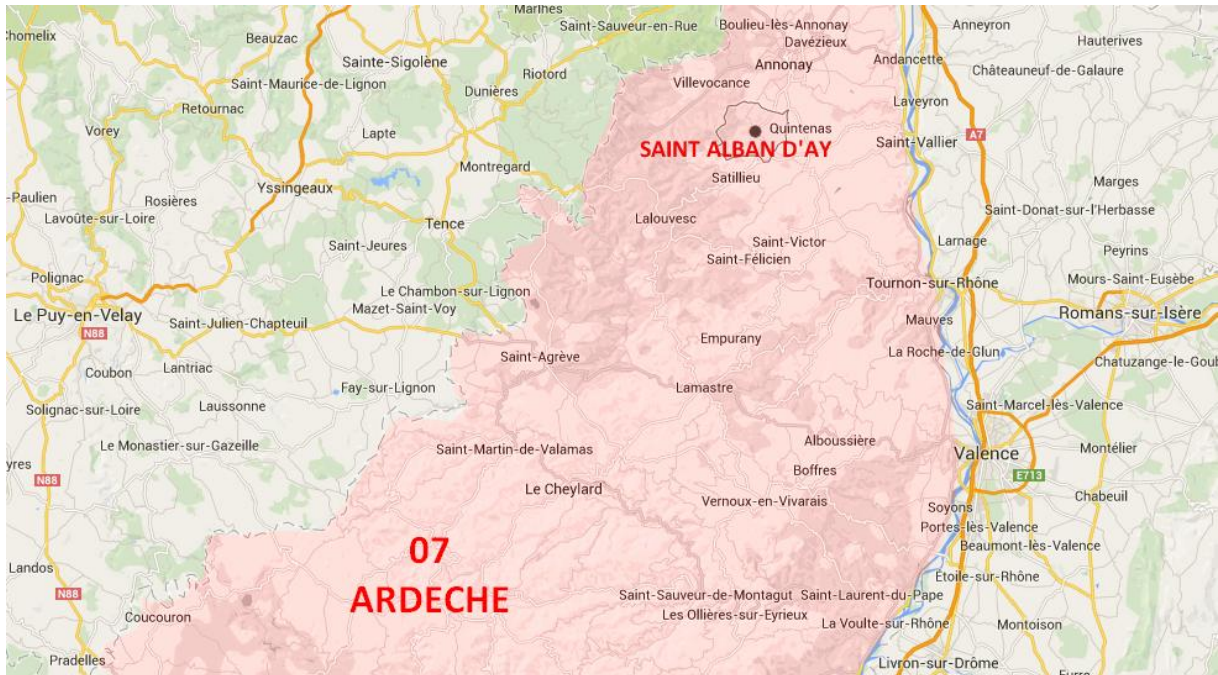 Marlhes
Boulieu-lès-Annonay
Anneyron
Chomelix
Beauzac
Saint-Sauveur-en-Rue
Davézieux
Hauterives
Sainte-Sigolène
Annonay
Andancette
Châteauneuf-de-Galaure
Riotord
Saint-Maurice-de-Lignon
Dunières
Villevocance
Retournac
Laveyron
Vorey
Lapte
Quintenas
A7
SAINT ALBAN D'AY
Saint-Vallier
Montregard
Satillieu
Marges
-Paulien
Rosières
Yssingeaux
Lavoûte-sur-Loire
Tence
Lalouvesc
Saint-Donat-sur-l'Herbasse
Saint-Jeures
Saint-Victor
Larnage
Saint-Félicien
Peyrins
Polignac
Le Chambon-sur-Lignon
Tournon-sur-Rhône
Mours-Saint-Eusèbe
Mazet-Saint-Voy
Le Puy-en-Velay
Saint-Julien-Chapteuil
Mauves
Romans-sur-Isère
N88
Empurany
Saint-Agrève
La Roche-de-Glun
Chatuzange-le-Goub
Coubon
Lantriac
Fay-sur-Lignon
Lamastre
Solignac-sur-Loire
Laussonne
Saint-Marcel-lès-Valence
Le Monastier-sur-Gazeille
Saint-Martin-de-Valamas
Alboussière
Valence
Montélier
yres
Boffres
N88
E713
Le Cheylard
Vernoux-en-Vivarais
Chabeuil
Soyons
Portes-lès-Valence
07
Beaumont-lès-Valence
Landos
Étoile-sur-Rhône
N88
ARDECHE
Saint-Sauveur-de-Montagut
Saint-Laurent-du-Pape
Coucouron
Les Ollières-sur-Eyrieux
La Voulte-sur-Rhône
Montoison
Pradelles
Livron-sur-Drôme